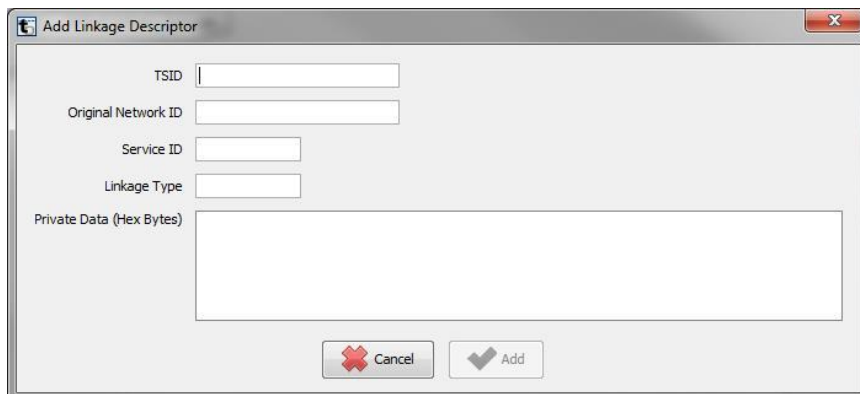 Add Linkage Descriptor
TSID
Original Network ID
Service ID
Linkage Type
Private Data (Hex Bytes)
Cancel Add